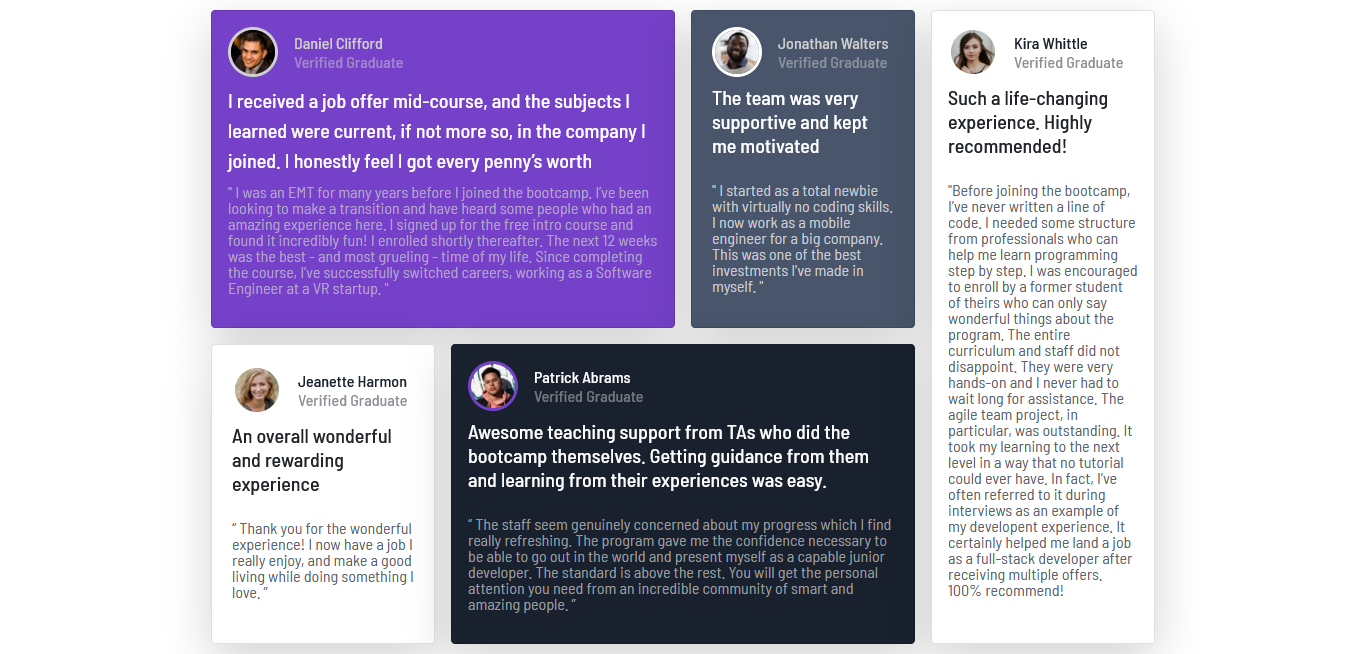 Daniel Clifford
Verified Graduate
I received a job offer mid-course, and the subjects I
learned were current, if not more so, in the company I
joined. I honestly feel I got every penny’s worth
" I was an EMT for many years before I joined the bootcamp. I’ve been
looking to make a transition and have heard some people who had an
amazing experience here. I signed up for the free intro course and
found it incredibly fun! I enrolled shortly thereafter. The next 12 weeks
was the best - and most grueling - time of my life. Since completing
the course, I’ve successfully switched careers, working as a Software
Engineer at a VR startup. "
Jonathan Walters
Verified Graduate
The team was very
supportive and kept
me motivated
" I started as a total newbie
with virtually no coding skills.
I now work as a mobile
engineer for a big company.
This was one of the best
investments I’ve made in
myself. "
Kira Whittle
Verified Graduate
Such a life-changing
experience. Highly
recommended!
"Before joining the bootcamp,
I’ve never written a line of
code. I needed some structure
from professionals who can
help me learn programming
step by step. I was encouraged
to enroll by a former student
of theirs who can only say
wonderful things about the
program. The entire
curriculum and staff did not
disappoint. They were very
hands-on and I never had to
wait long for assistance. The
agile team project, in
particular, was outstanding. It
took my learning to the next
level in a way that no tutorial
could ever have. In fact, I’ve
often referred to it during
interviews as an example of
my developent experience. It
certainly helped me land a job
as a full-stack developer after
receiving multiple offers.
100% recommend!
Jeanette Harmon
Verified Graduate
An overall wonderful
and rewarding
experience
“ Thank you for the wonderful
experience! I now have a job I
really enjoy, and make a good
living while doing something I
love. ”
Patrick Abrams
Verified Graduate
Awesome teaching support from TAs who did the
bootcamp themselves. Getting guidance from them
and learning from their experiences was easy.
“ The staff seem genuinely concerned about my progress which I find
really refreshing. The program gave me the confidence necessary to
be able to go out in the world and present myself as a capable junior
developer. The standard is above the rest. You will get the personal
attention you need from an incredible community of smart and
amazing people. ”